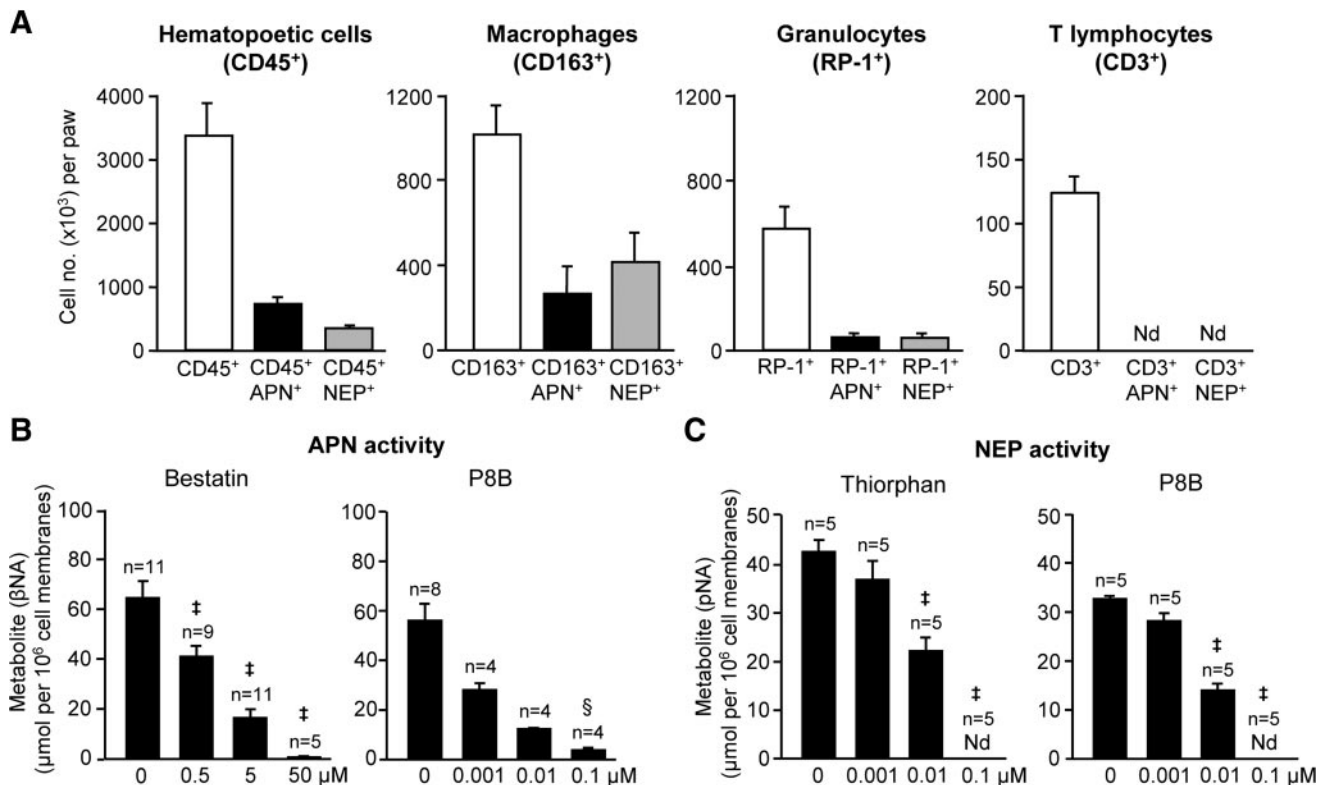 A
Hematopoetic cells
(CD45⁺)
Macrophages
(CD163⁺)
Granulocytes
(RP-1⁺)
T lymphocytes
(CD3⁺)
Cell no. (x10³) per paw
4000
3000
2000
1000
0
CD45⁺ CD45⁺ CD45⁺
APN⁺ NEP⁺
1200
800
400
0
CD163⁺ CD163⁺ CD163⁺
APN⁺ NEP⁺
1200
800
400
0
RP-1⁺ RP-1⁺ RP-1⁺
APN⁺ NEP⁺
200
150
100
50
0
Nd Nd
CD3⁺ CD3⁺ CD3⁺
APN⁺ NEP⁺
B
APN activity
Metabolite (βNA)
(μmol per 10⁶ cell membranes)
Bestatin
100
80
60
40
20
0
n=11
‡
n=9
‡
n=11
‡
n=5
0 0.5 5 50 μM
P8B
100
80
60
40
20
0
n=8
n=4
n=4
§
n=4
0 0.001 0.01 0.1 μM
C
NEP activity
Metabolite (pNA)
(μmol per 10⁶ cell membranes)
Thiorphan
50
40
30
20
10
0
n=5
n=5
‡
n=5
‡
n=5
Nd
0 0.001 0.01 0.1 μM
P8B
50
40
30
20
10
0
n=5
n=5
‡
n=5
‡
n=5
Nd
0 0.001 0.01 0.1 μM